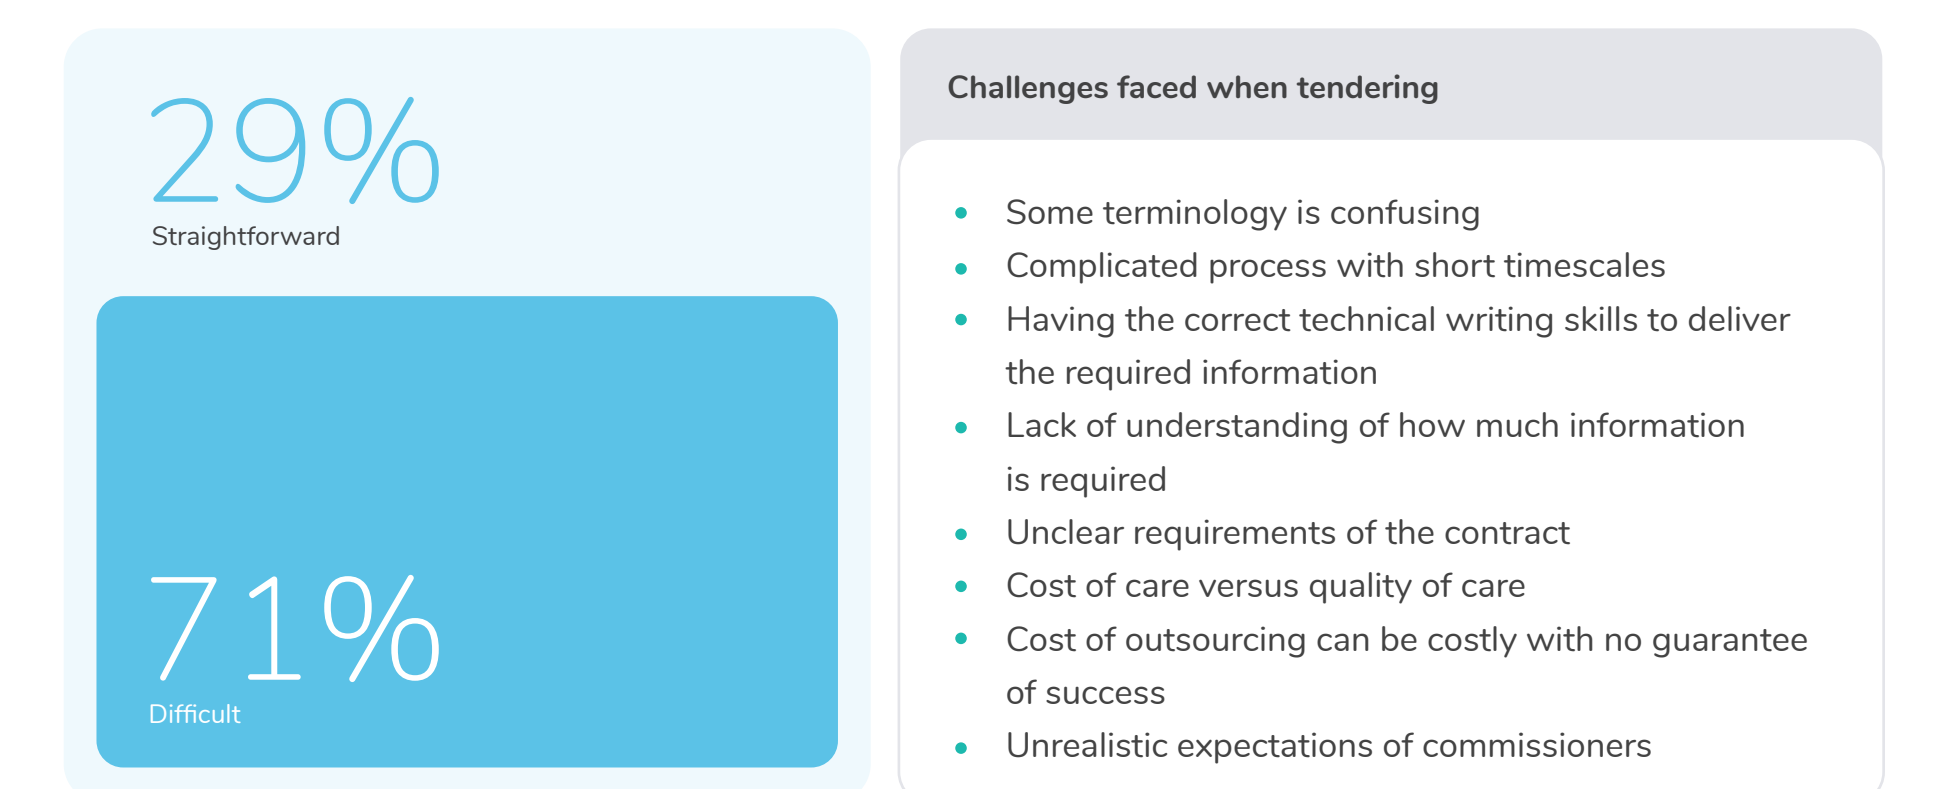 29%
Straightforward
71%
Difficult
Challenges faced when tendering
• Some terminology is confusing
• Complicated process with short timescales
• Having the correct technical writing skills to deliver
the required information
• Lack of understanding of how much information
is required
• Unclear requirements of the contract
• Cost of care versus quality of care
• Cost of outsourcing can be costly with no guarantee
of success
• Unrealistic expectations of commissioners